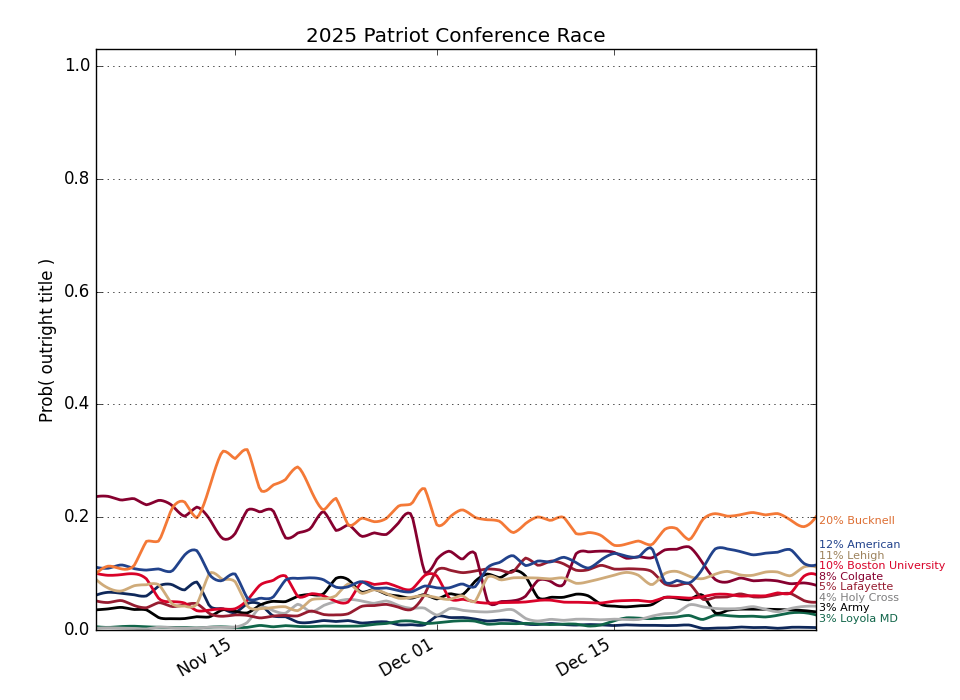 2025 Patriot Conference Race
Prob( outright title )
1.0
0.8
0.6
0.4
0.2
0.0
Nov 15
Dec 01
Dec 15
20% Bucknell
12% American
11% Lehigh
10% Boston University
8% Colgate
5% Lafayette
4% Holy Cross
3% Army
3% Loyola MD